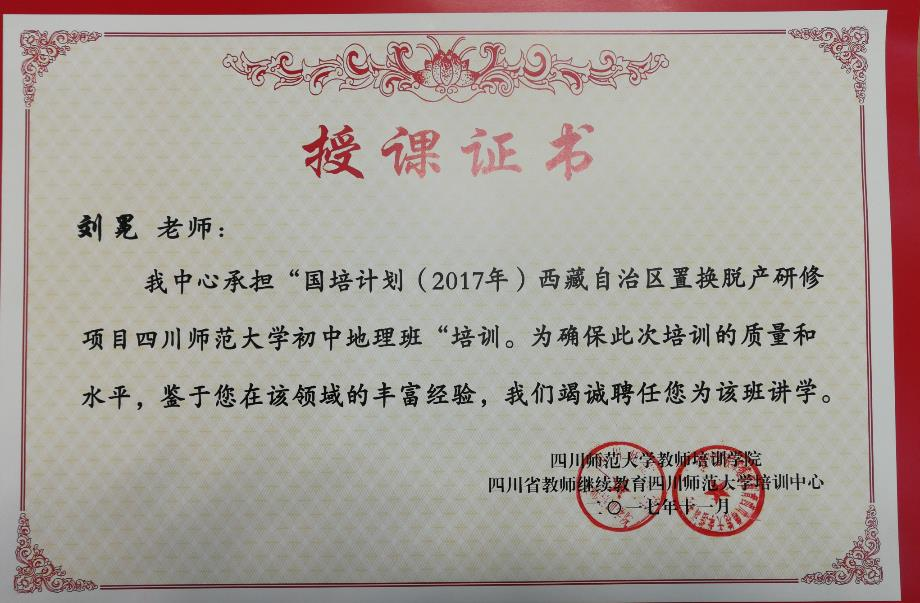 授课证书
刘冕 老师：
我中心承担“国培计划（2017年）西藏自治区置换脱产研修
项目四川师范大学初中地理班“培训。为确保此次培训的质量和
水平，鉴于您在该领域的丰富经验，我们竭诚聘任您为该班讲学。
四川师范大学教师培训学院
四川省教师继续教育四川师范大学培训中心
二〇一七年十一月